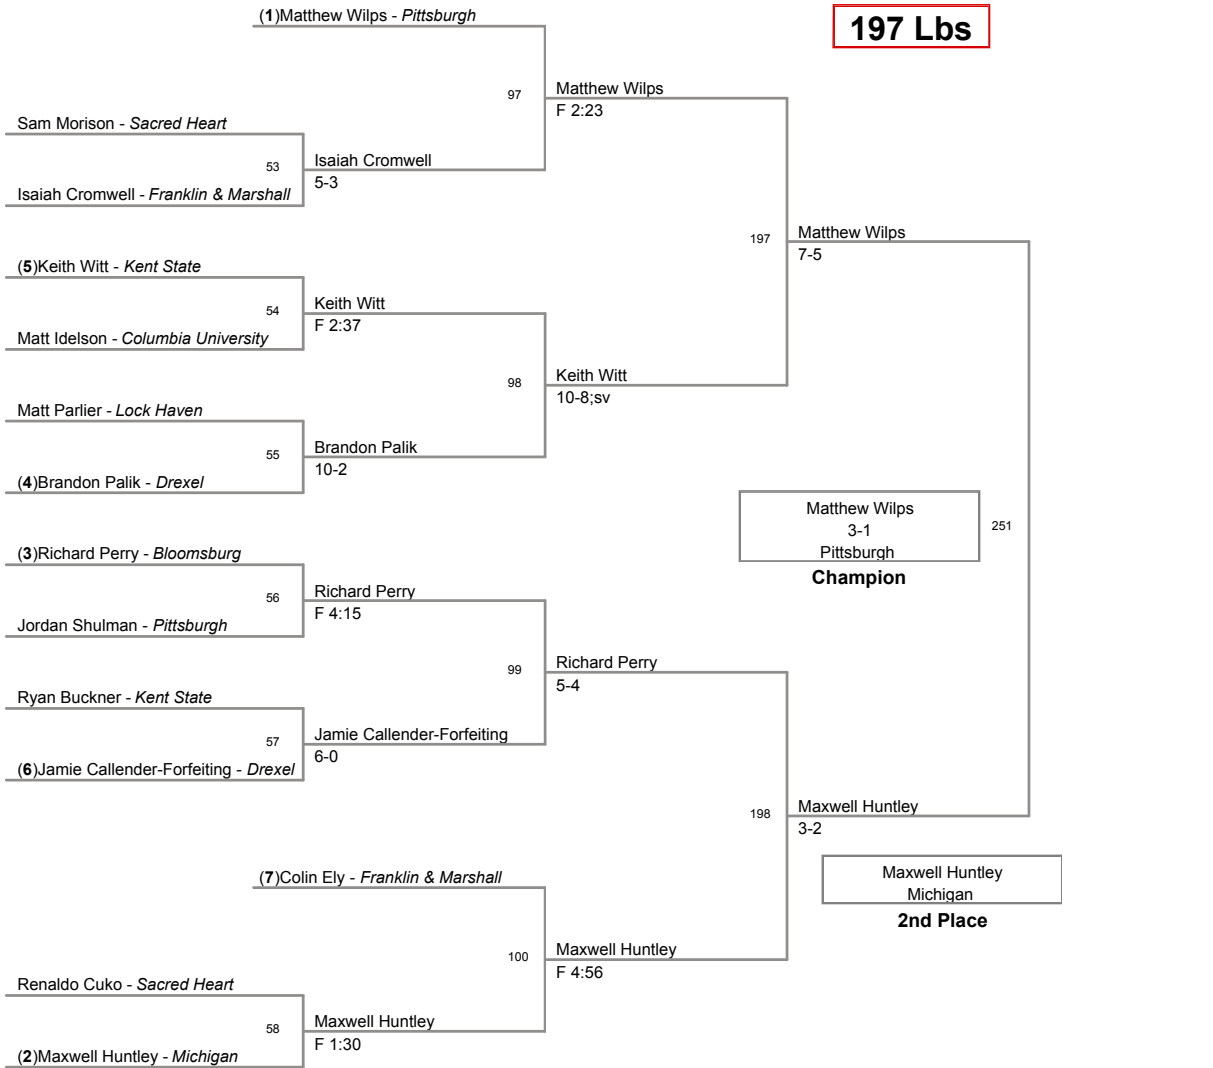 (1)Matthew Wilps - Pittsburgh
197 Lbs
97
Matthew Wilps
F 2:23
Sam Morison - Sacred Heart
53
Isaiah Cromwell
5-3
Isaiah Cromwell - Franklin & Marshall
197
Matthew Wilps
7-5
(5)Keith Witt - Kent State
54
Keith Witt
F 2:37
Matt Idelson - Columbia University
98
Keith Witt
10-8;sv
Matt Parlier - Lock Haven
55
Brandon Palik
10-2
(4)Brandon Palik - Drexel
Matthew Wilps
3-1
Pittsburgh
251
Champion
(3)Richard Perry - Bloomsburg
56
Richard Perry
F 4:15
Jordan Shulman - Pittsburgh
99
Richard Perry
5-4
Ryan Buckner - Kent State
57
Jamie Callender-Forfeiting
6-0
(6)Jamie Callender-Forfeiting - Drexel
198
Maxwell Huntley
3-2
(7)Colin Ely - Franklin & Marshall
Maxwell Huntley
Michigan
2nd Place
100
Maxwell Huntley
F 4:56
Renaldo Cuko - Sacred Heart
58
Maxwell Huntley
F 1:30
(2)Maxwell Huntley - Michigan